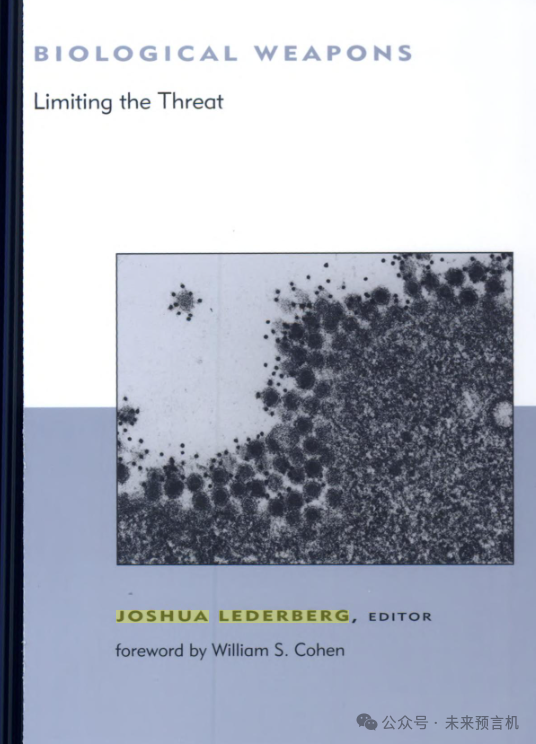 BIOLOGICAL WEAPONS
Limiting the Threat
JOSHUA LEDERBERG, EDITOR
foreword by William S. Cohen
公众号 · 未来预言机